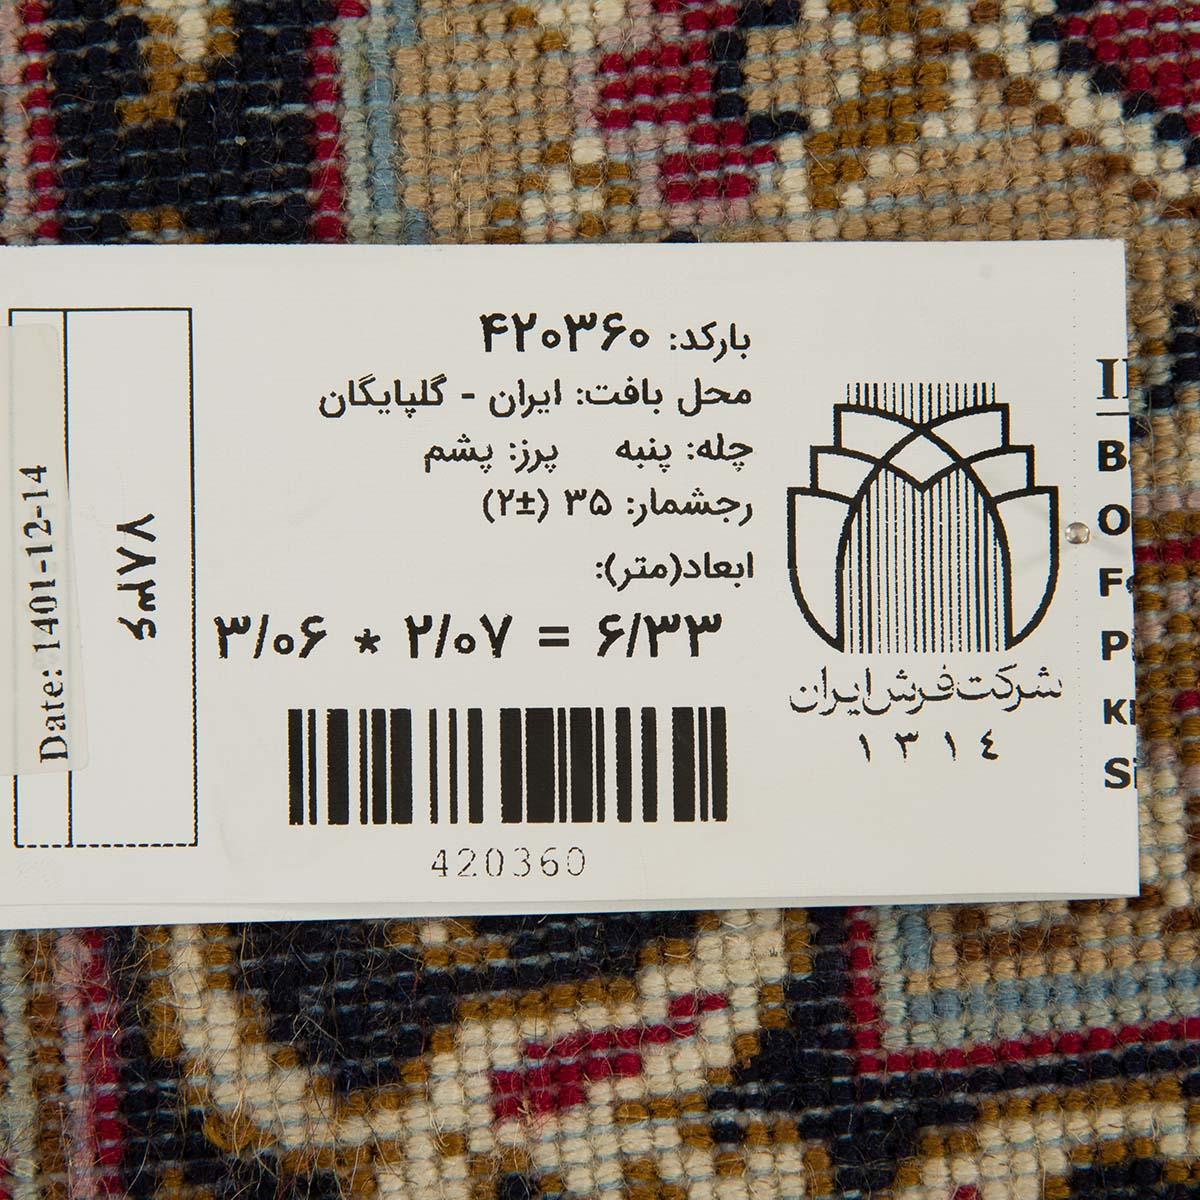 بارکد: ۴۲۰۳۶۰
محل بافت: ایران - گلپایگان
چله: پنبه پرز: پشم
رجشمار: ۳۵ (±۲)
ابعاد(متر):
۳/۰۶ * ۲/۰۷ = ۶/۳۳
420360
شرکت فرش ایران
۱۳۱۴
۶۳۸۸
Date: 1401-12-14